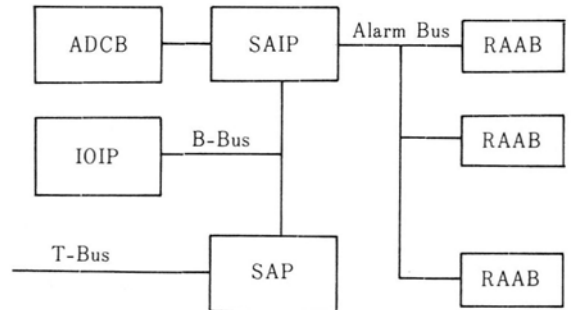 ADCB
SAIP
Alarm Bus
RAAB
IOIP
B-Bus
RAAB
T-Bus
SAP
RAAB